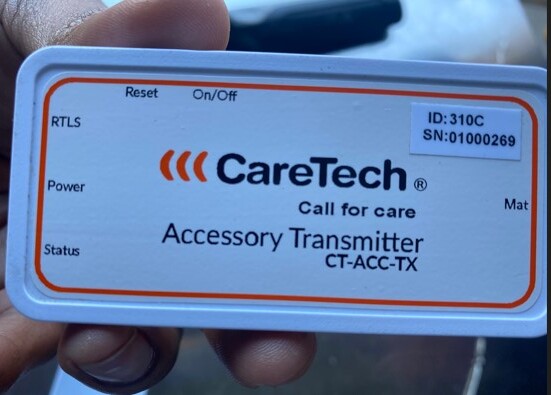 Reset On/Off
RTLS
ID:310C
SN:01000269
CareTech®
Power
Mat
Call for care
Accessory Transmitter
Status
CT-ACC-TX